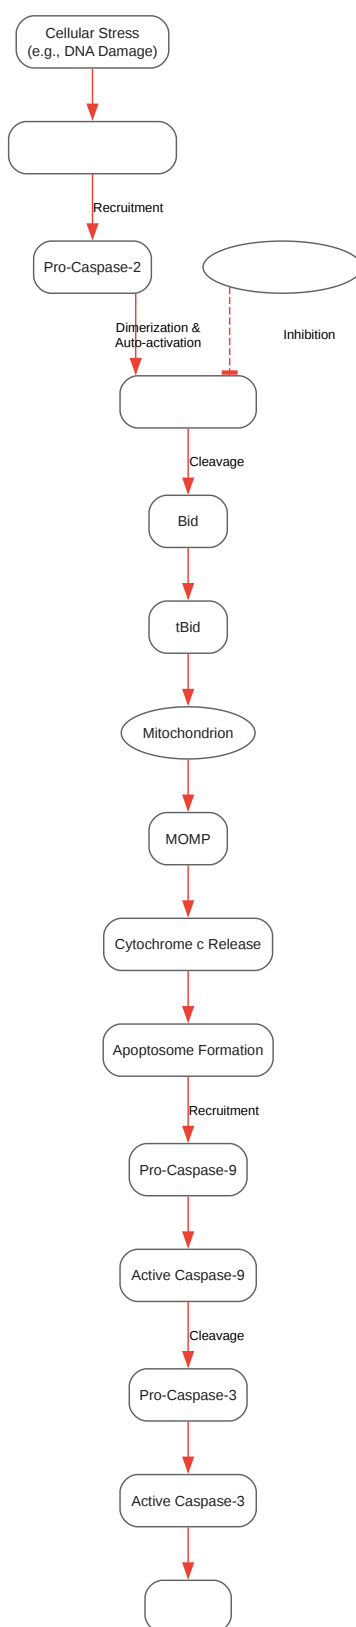 Cellular Stress
(e.g., DNA Damage)
Recruitment
Pro-Caspase-2
Dimerization &
Auto-activation
Inhibition
Cleavage
Bid
tBid
Mitochondrion
MOMP
Cytochrome c Release
Apoptosome Formation
Recruitment
Pro-Caspase-9
Active Caspase-9
Cleavage
Pro-Caspase-3
Active Caspase-3